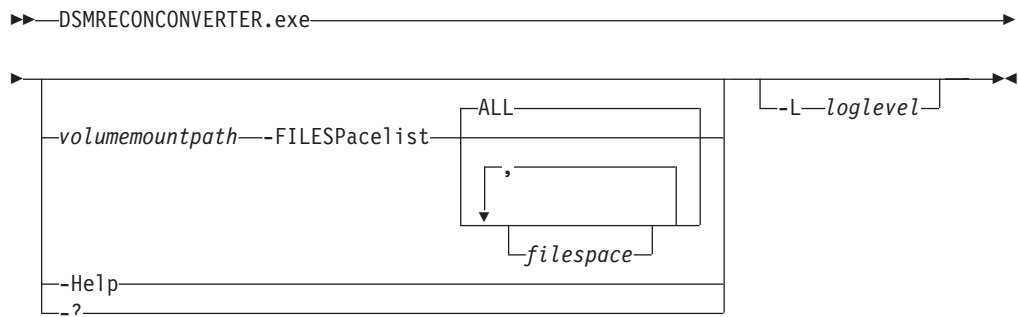 DSMRECONCONVERTER.exe
ALL
-L loglevel
volumemountpath -FILESPacelist
,
filespace
-Help
-?